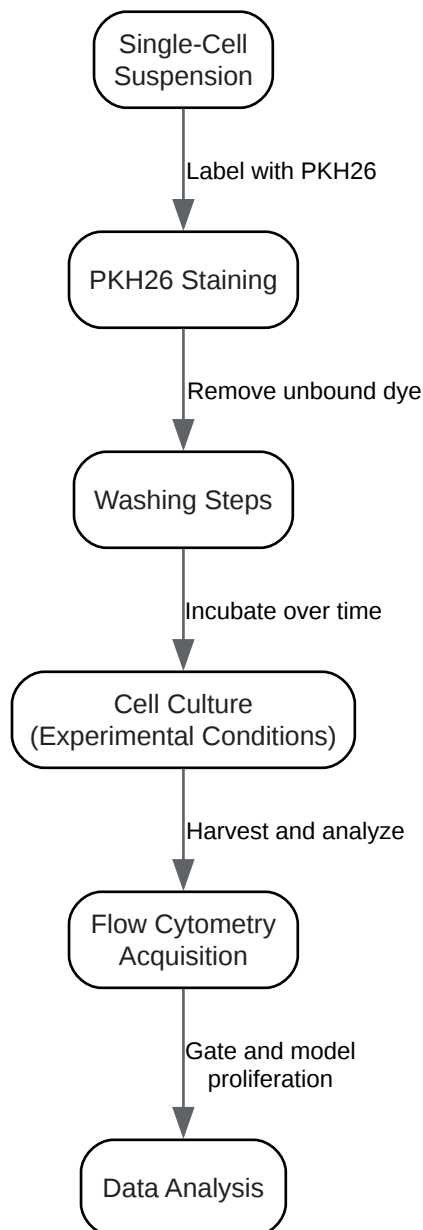 Single-Cell
Suspension
Label with PKH26
PKH26 Staining
Remove unbound dye
Washing Steps
Incubate over time
Cell Culture
(Experimental Conditions)
Harvest and analyze
Flow Cytometry
Acquisition
Gate and model
proliferation
Data Analysis